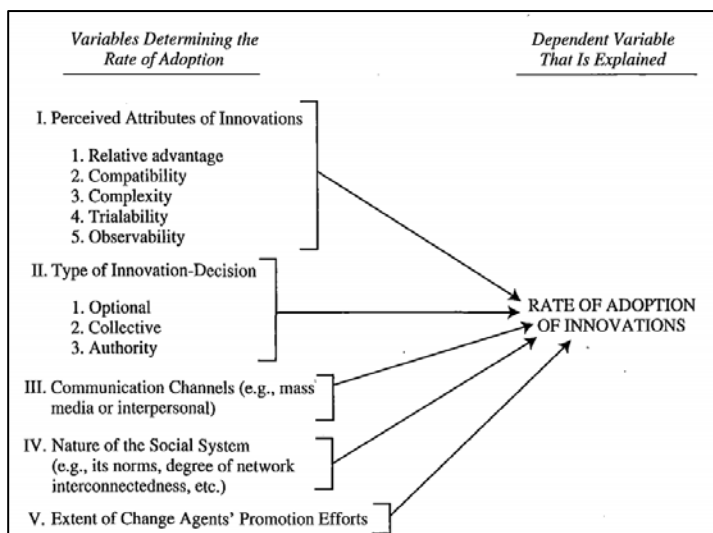 Variables Determining the
Rate of Adoption
Dependent Variable
That Is Explained
I. Perceived Attributes of Innovations
1. Relative advantage
2. Compatibility
3. Complexity
4. Trialability
5. Observability
II. Type of Innovation-Decision
1. Optional
2. Collective
3. Authority
RATE OF ADOPTION
OF INNOVATIONS
III. Communication Channels (e.g., mass
media or interpersonal)
IV. Nature of the Social System
(e.g., its norms, degree of network
interconnectedness, etc.)
V. Extent of Change Agents' Promotion Efforts